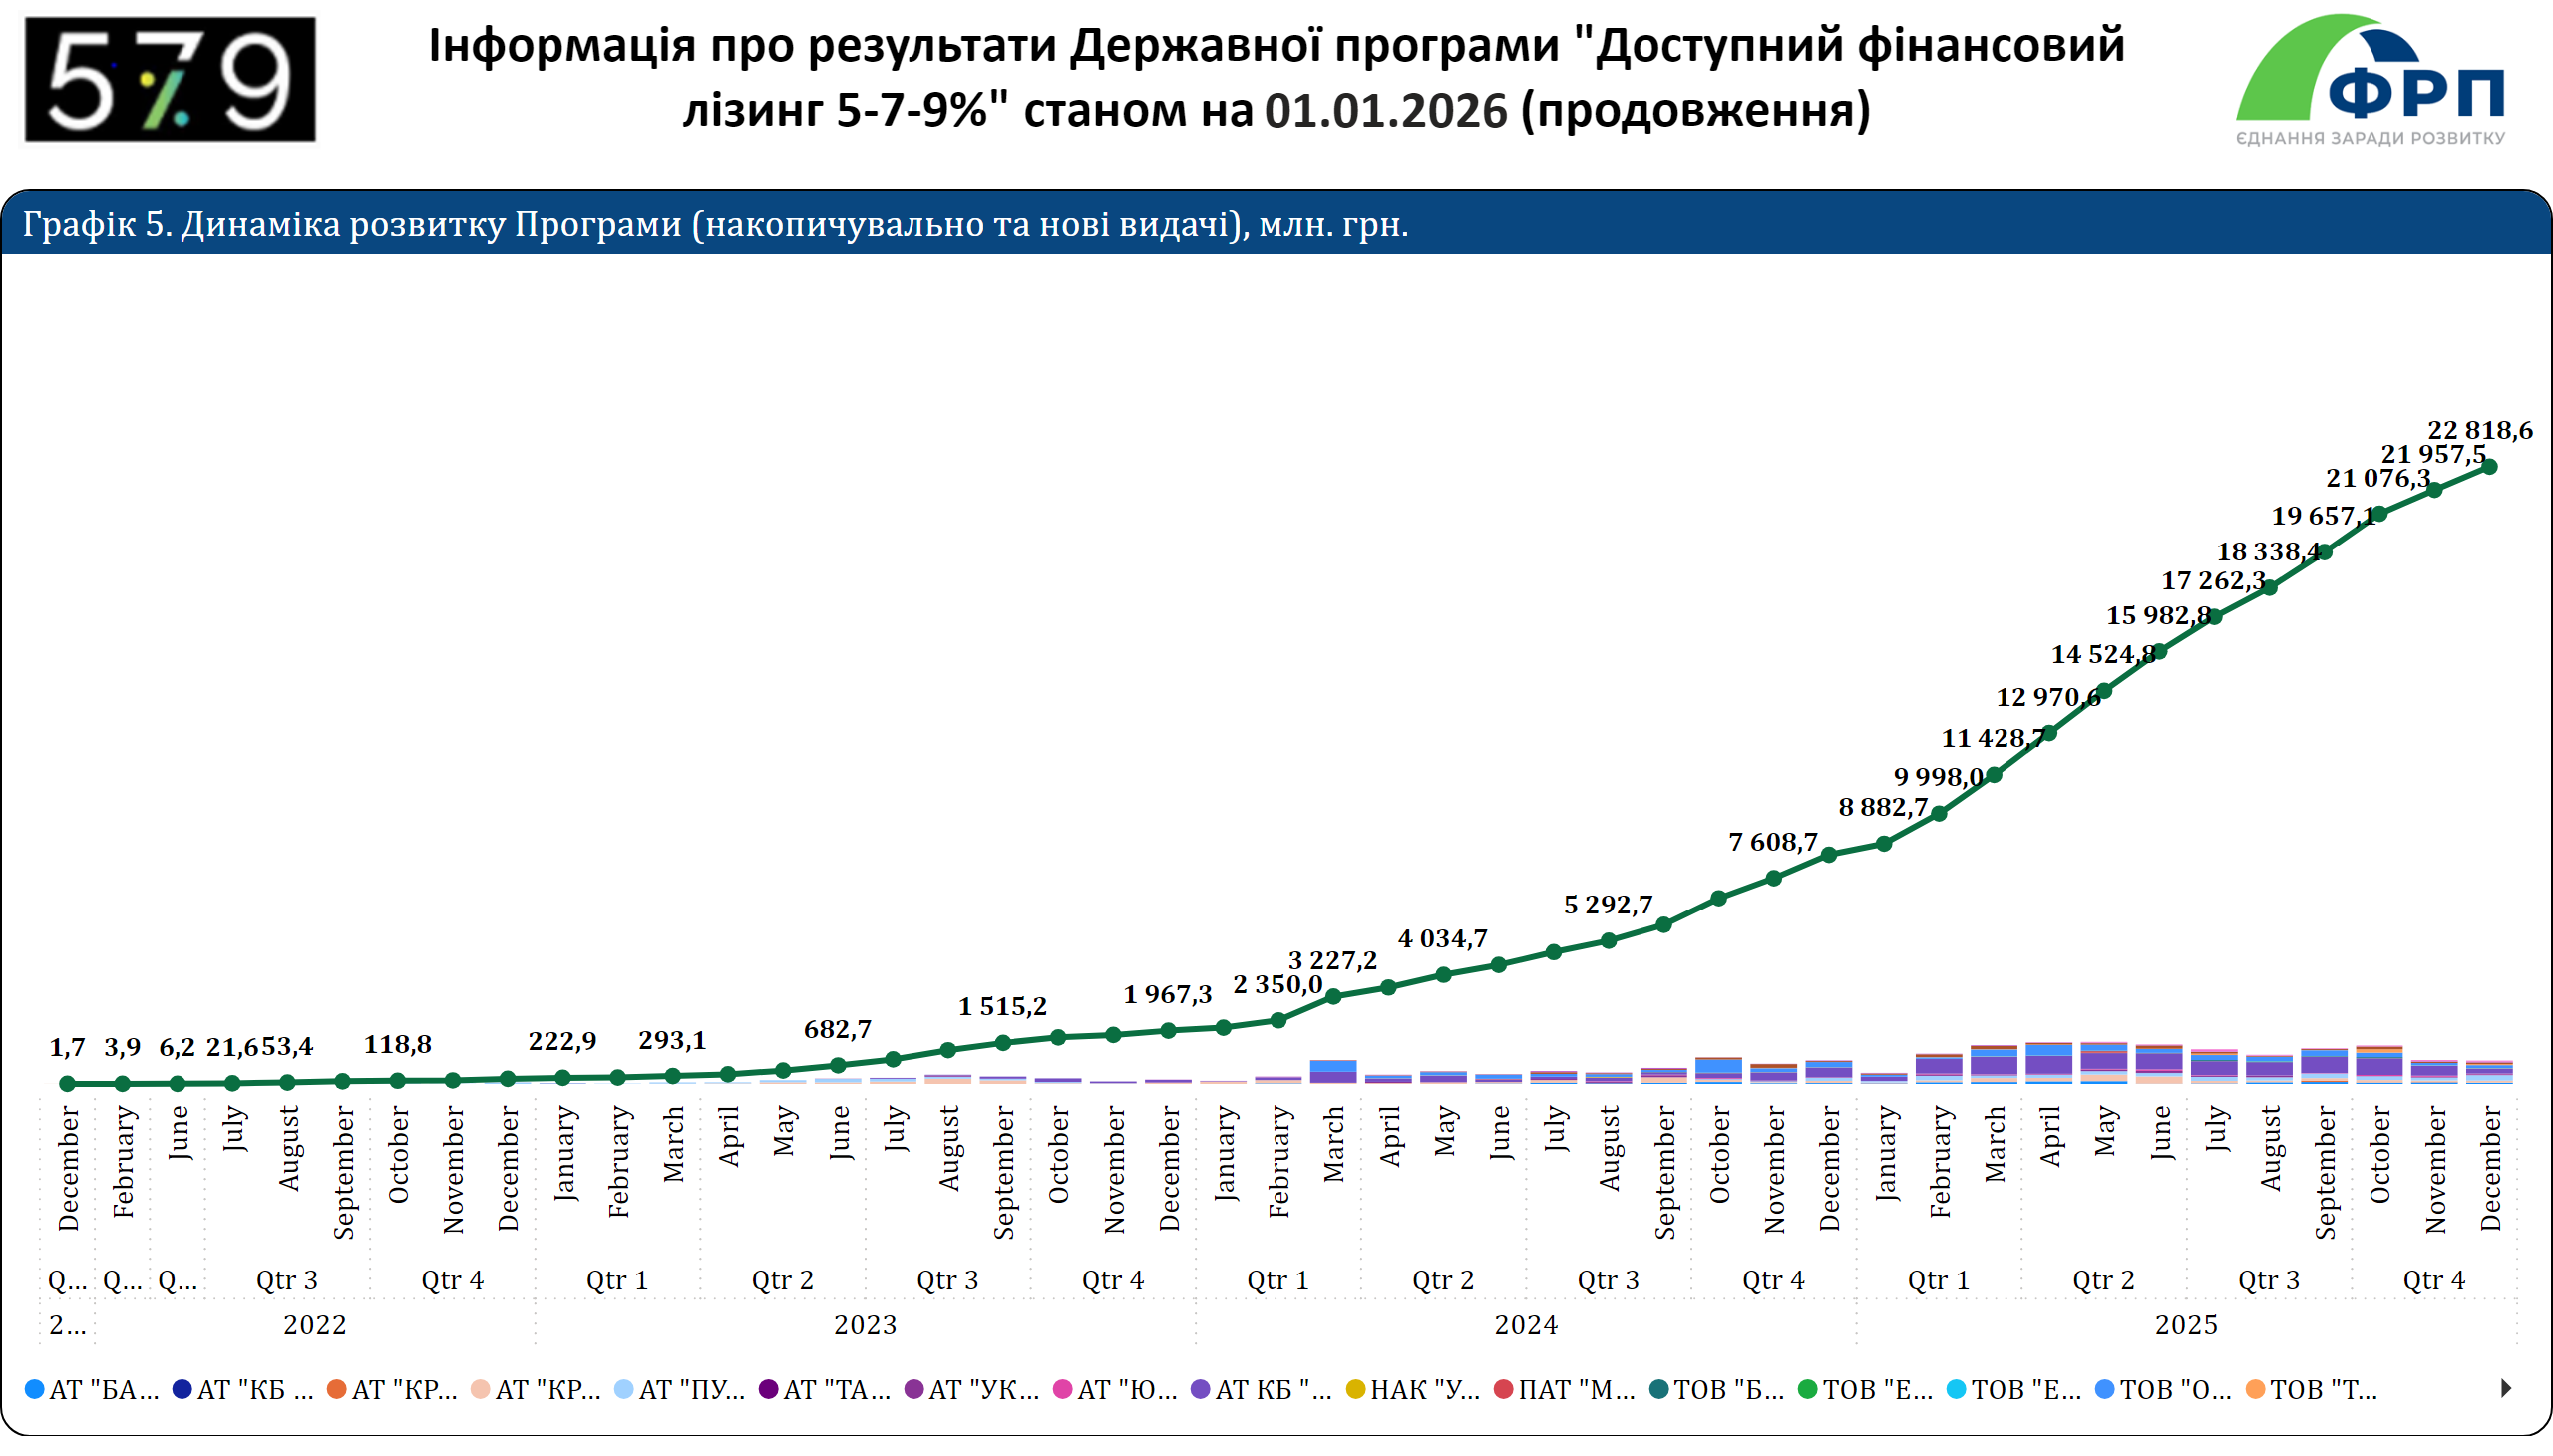 579
Інформація про результати Державної програми "Доступний фінансовий
лізинг 5-7-9%" станом на 01.01.2026 (продовження)
ФРП
ЄДНАННЯ ЗАРАДИ РОЗВИТКУ
Графік 5. Динаміка розвитку Програми (накопичувально та нові видачі), млн. грн.
22 818,6
21 957,5
21 076,3
19 657,1
18 338,4
17 262,3
15 982,8
14 524,8
12 970,6
11 428,7
9 998,0
8 882,7
7 608,7
5 292,7
4 034,7
3 227,2
2 350,0
1 967,3
1 515,2
682,7
293,1
222,9
118,8
1,7 3,9 6,2 21,6 53,4
December February June July August September October November December January February March April May June July August September October November December January February March April May June July August September October November December January February March April May June July August September October November December
Q... Q... Q... Qtr 3 Qtr 4 Qtr 1 Qtr 2 Qtr 3 Qtr 4 Qtr 1 Qtr 2 Qtr 3 Qtr 4 Qtr 1 Qtr 2 Qtr 3 Qtr 4
2... 2022 2023 2024 2025
АТ "БА... АТ "КБ ... АТ "КР... АТ "КР... АТ "ПУ... АТ "ТА... АТ "УК... АТ "Ю... АТ КБ "... НАК "У... ПАТ "М... ТОВ "Б... ТОВ "Е... ТОВ "Е... ТОВ "О... ТОВ "Т...